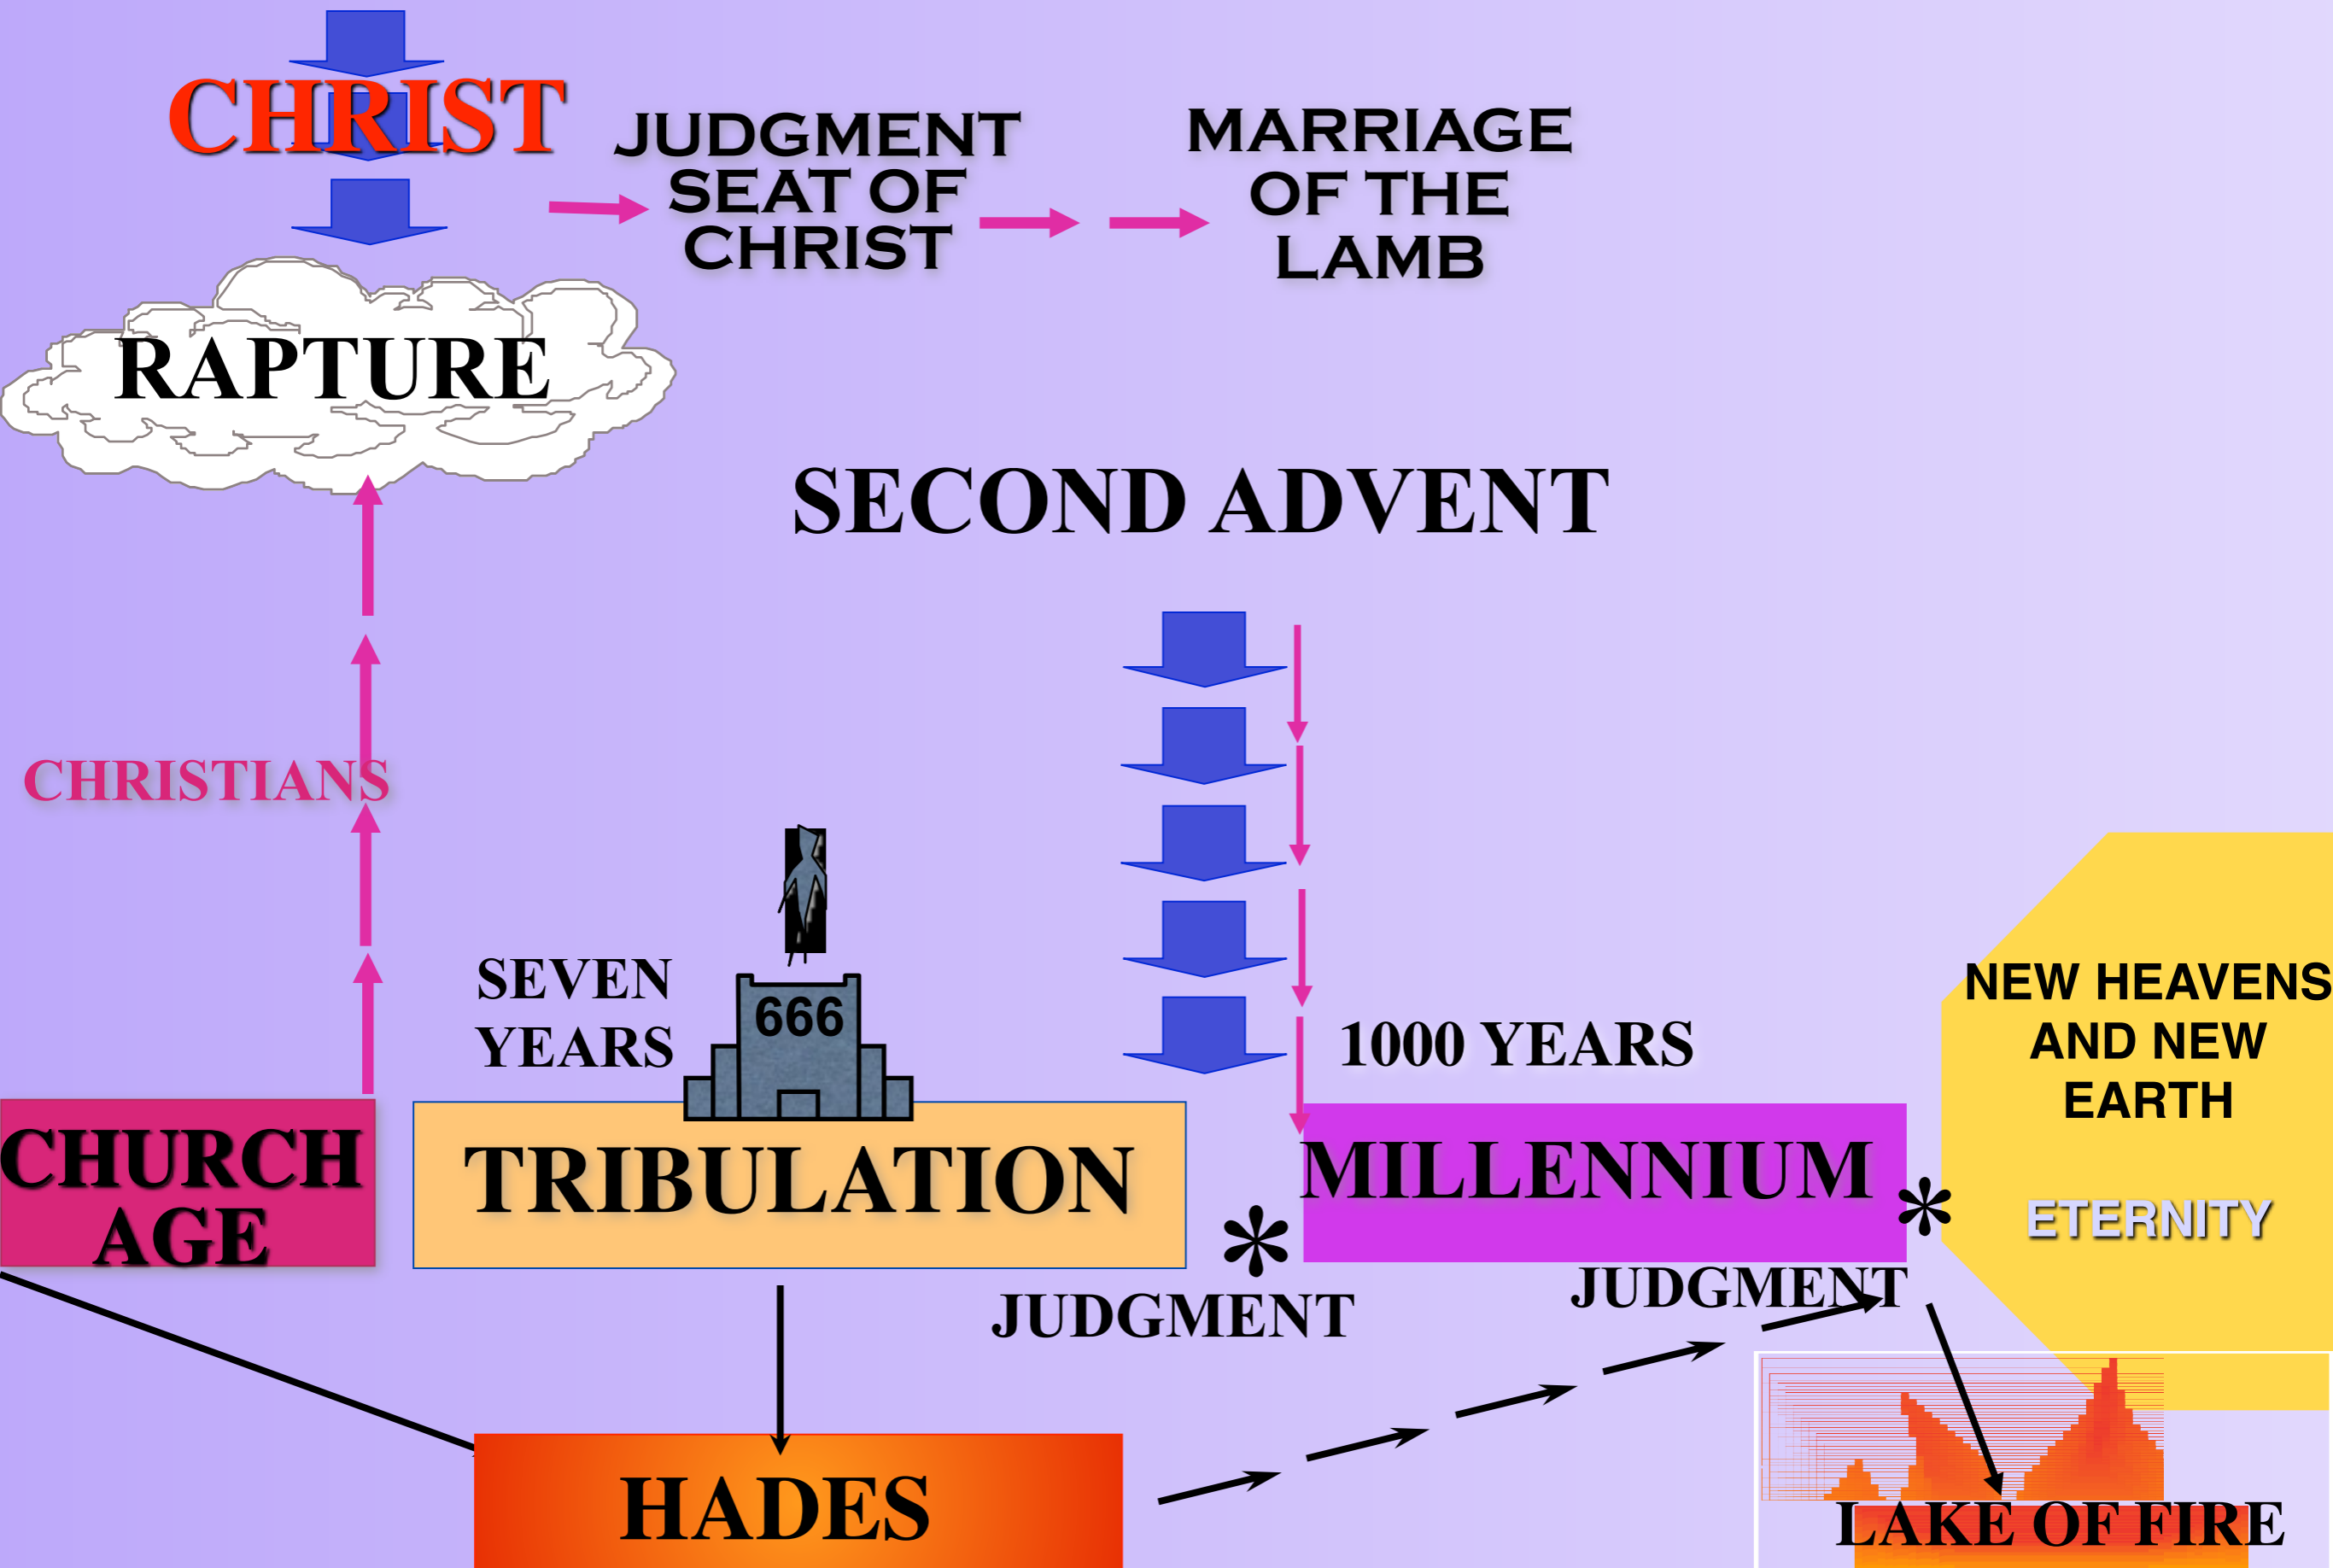 CHRIST
JUDGMENT
SEAT OF
CHRIST
MARRIAGE
OF THE
LAMB
RAPTURE
SECOND ADVENT
CHRISTIANS
SEVEN
YEARS
666
1000 YEARS
NEW HEAVENS
AND NEW
EARTH
ETERNITY
CHURCH
AGE
TRIBULATION
*
MILLENNIUM
*
JUDGMENT
JUDGMENT
HADES
LAKE OF FIRE